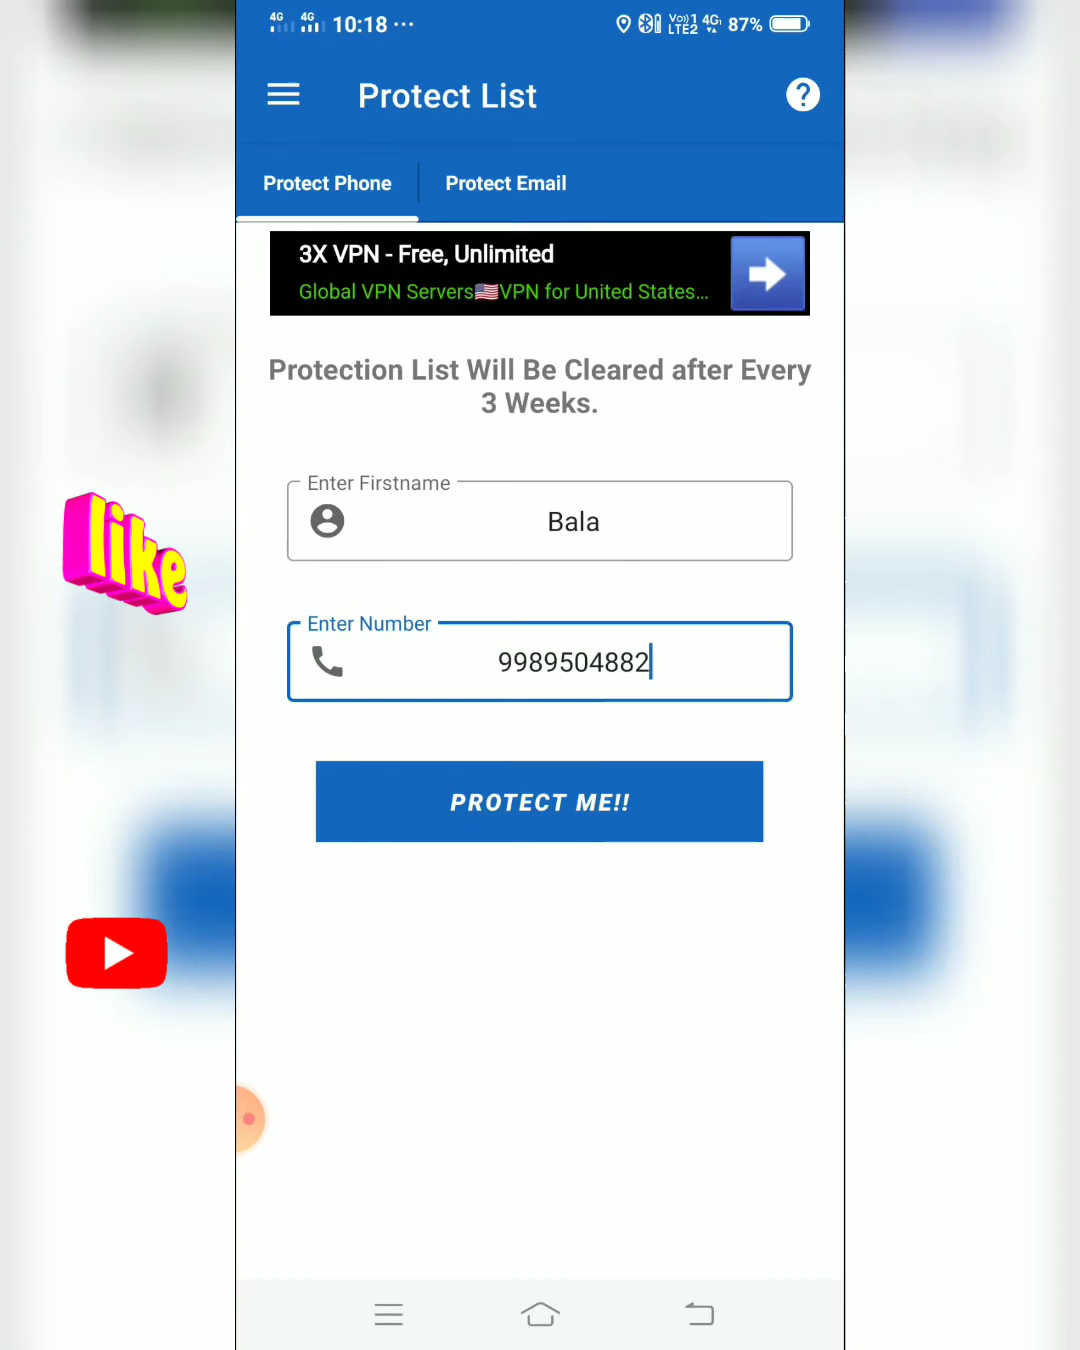 4G 4G 10:18 ... Vo))1 LTE2 4G 87%
Protect List ?
Protect Phone Protect Email
3X VPN - Free, Unlimited
Global VPN Servers🇺🇸VPN for United States...
Protection List Will Be Cleared after Every
3 Weeks.
Enter Firstname
Bala
like
Enter Number
9989504882
PROTECT ME!!